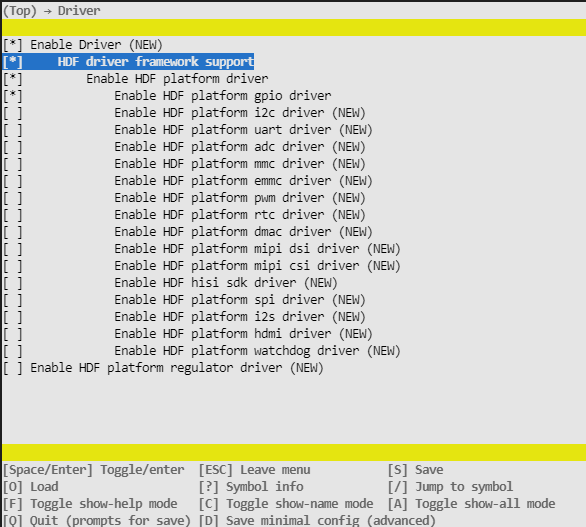 (Top) → Driver
[*] Enable Driver (NEW)
[*]     HDF driver framework support
[*]         Enable HDF platform driver
[*]             Enable HDF platform gpio driver
[ ]             Enable HDF platform i2c driver (NEW)
[ ]             Enable HDF platform uart driver (NEW)
[ ]             Enable HDF platform adc driver (NEW)
[ ]             Enable HDF platform mmc driver (NEW)
[ ]             Enable HDF platform emmc driver (NEW)
[ ]             Enable HDF platform pwm driver (NEW)
[ ]             Enable HDF platform rtc driver (NEW)
[ ]             Enable HDF platform dmac driver (NEW)
[ ]             Enable HDF platform mipi dsi driver (NEW)
[ ]             Enable HDF platform mipi csi driver (NEW)
[ ]             Enable HDF hisi sdk driver (NEW)
[ ]             Enable HDF platform spi driver (NEW)
[ ]             Enable HDF platform i2s driver (NEW)
[ ]             Enable HDF platform hdmi driver (NEW)
[ ]             Enable HDF platform watchdog driver (NEW)
[ ] Enable HDF platform regulator driver (NEW)
[Space/Enter] Toggle/enter  [ESC] Leave menu           [S] Save
[O] Load                    [?] Symbol info            [/] Jump to symbol
[F] Toggle show-help mode   [C] Toggle show-name mode  [A] Toggle show-all mode
[Q] Quit (prompts for save) [D] Save minimal config (advanced)